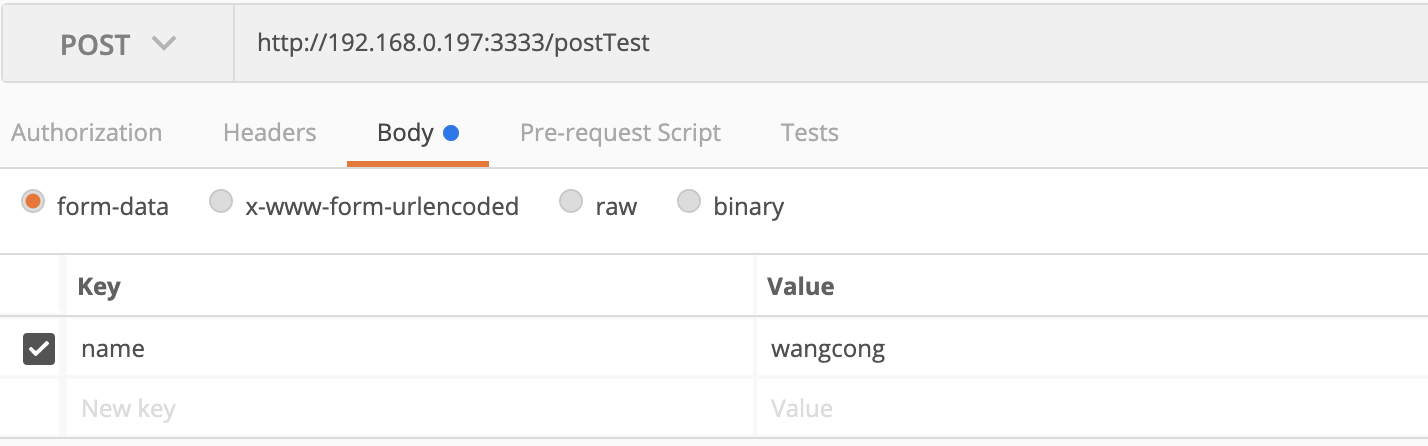 POST http://192.168.0.197:3333/postTest
Authorization Headers Body Pre-request Script Tests
form-data x-www-form-urlencoded raw binary
Key Value
name wangcong
New key Value